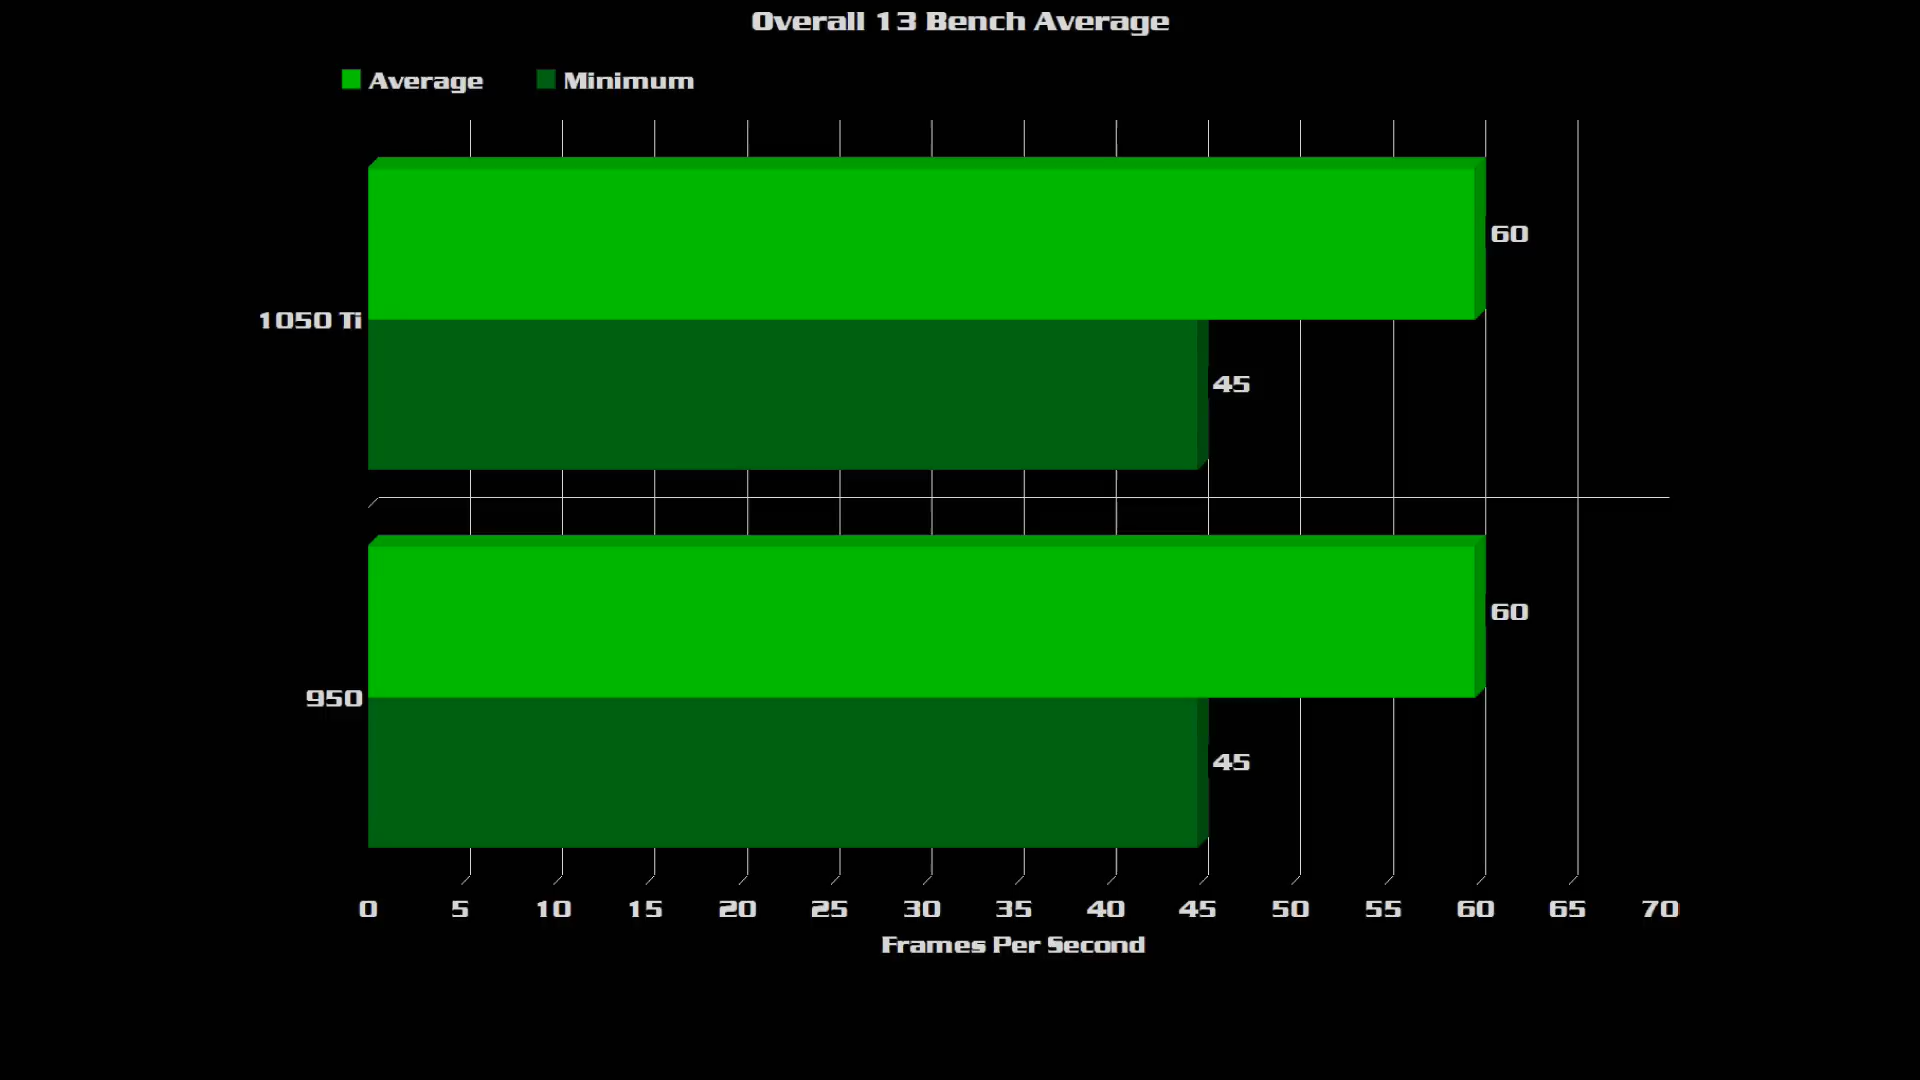 Overall 13 Bench Average
Average Minimum
60
1050 Ti
45
60
950
45
0 5 10 15 20 25 30 35 40 45 50 55 60 65 70
Frames Per Second